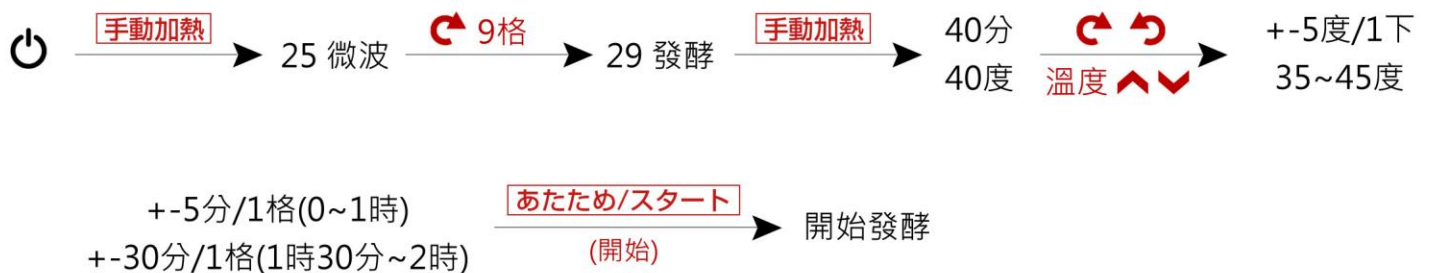 手動加熱
25 微波
9格
29 發酵
手動加熱
40分
40度
溫度
+-5度/1下
35~45度
+-5分/1格(0~1時)
+-30分/1格(1時30分~2時)
あたため/スタート
(開始)
開始發酵